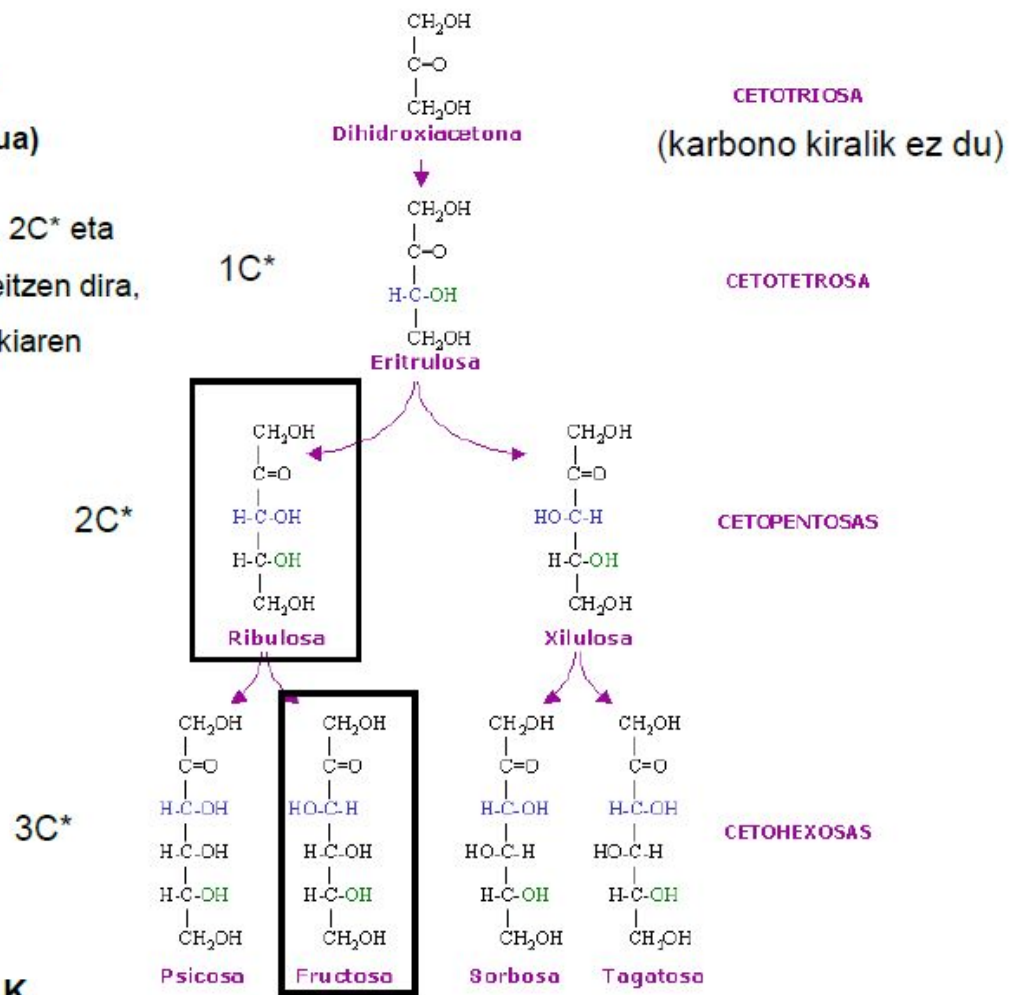 CH₂OH
C=O
CH₂OH
Dihidroxiacetona
CETOTRIOSA
(karbono kiralik ez du)
ua)
2C* eta
eitzen dira,
kiaren
1C*
CH₂OH
C=O
H-C-OH
CH₂OH
Eritrulosa
CETOTETROSA
2C*
CH₂OH
C=O
H-C-OH
H-C-OH
CH₂OH
Ribulosa
CH₂OH
C=O
HO-C-H
H-C-OH
CH₂OH
Xilulosa
CETOPENTOSAS
3C*
CH₂OH
C=O
H-C-OH
H-C-OH
H-C-OH
CH₂OH
Psicosa
CH₂OH
C=O
HO-C-H
H-C-OH
H-C-OH
CH₂OH
Fructosa
CH₂OH
C=O
H-C-OH
HO-C-H
H-C-OH
CH₂OH
Sorbosa
CH₂OH
C=O
H-C-OH
HO-C-H
H-C-OH
CH₂OH
Tagatosa
CETOHEXOSAS
K.